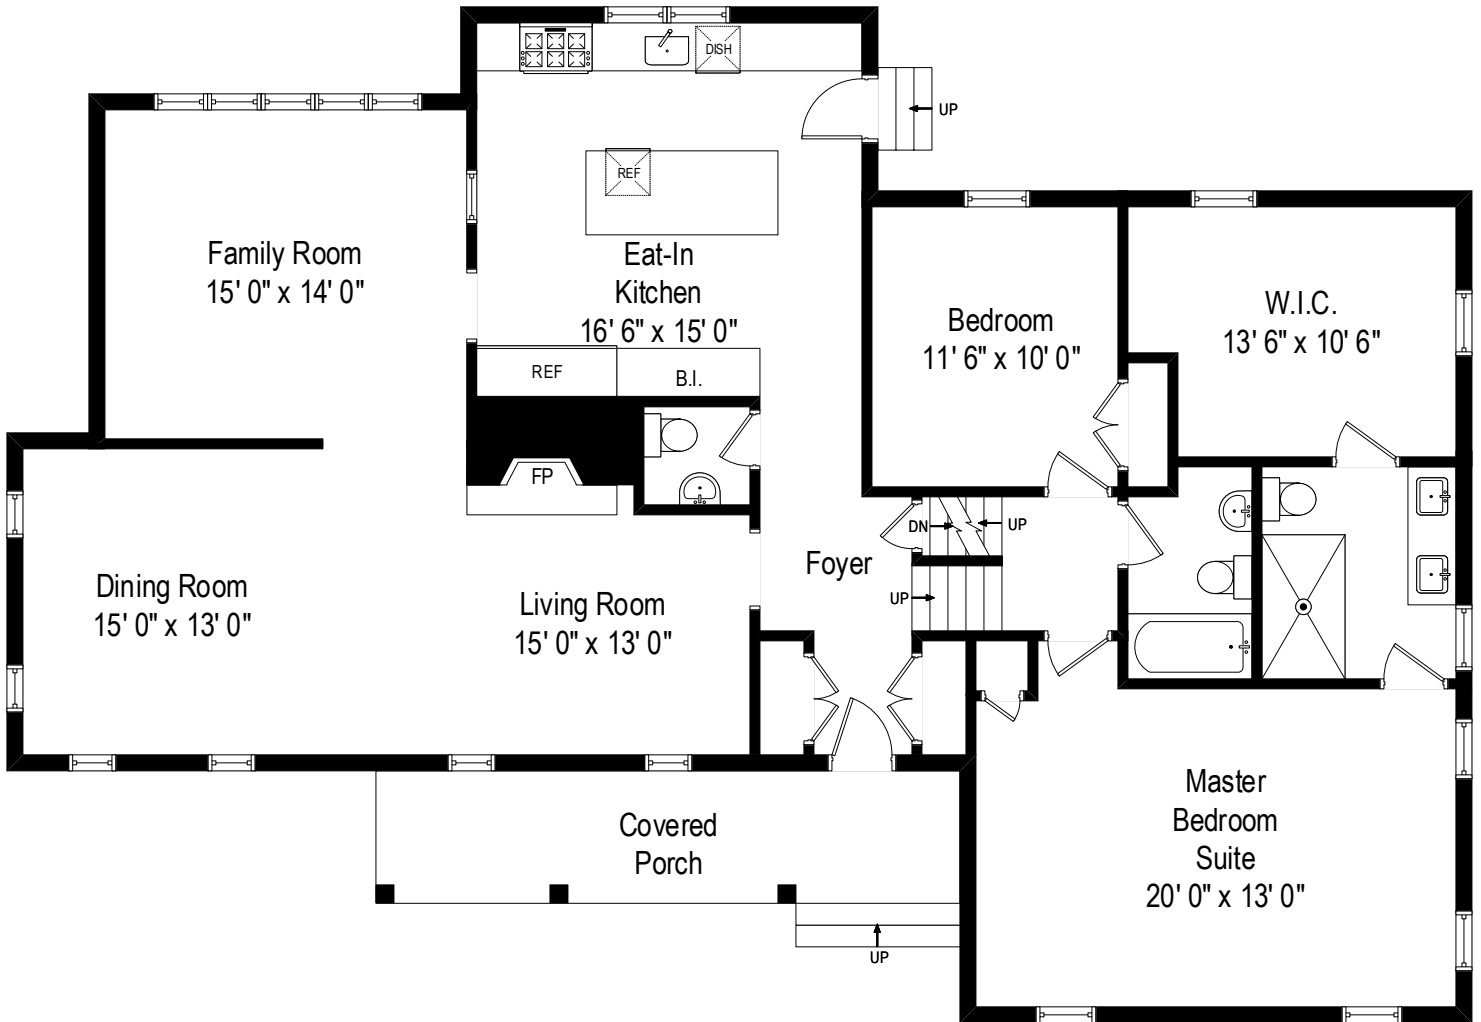 DISH
UP
REF
Family Room
15' 0" x 14' 0"
Eat-In
Kitchen
16' 6" x 15' 0"
REF
B.I.
Bedroom
11' 6" x 10' 0"
W.I.C.
13' 6" x 10' 6"
FP
DN
UP
Foyer
UP
Dining Room
15' 0" x 13' 0"
Living Room
15' 0" x 13' 0"
Covered
Porch
UP
Master
Bedroom
Suite
20' 0" x 13' 0"